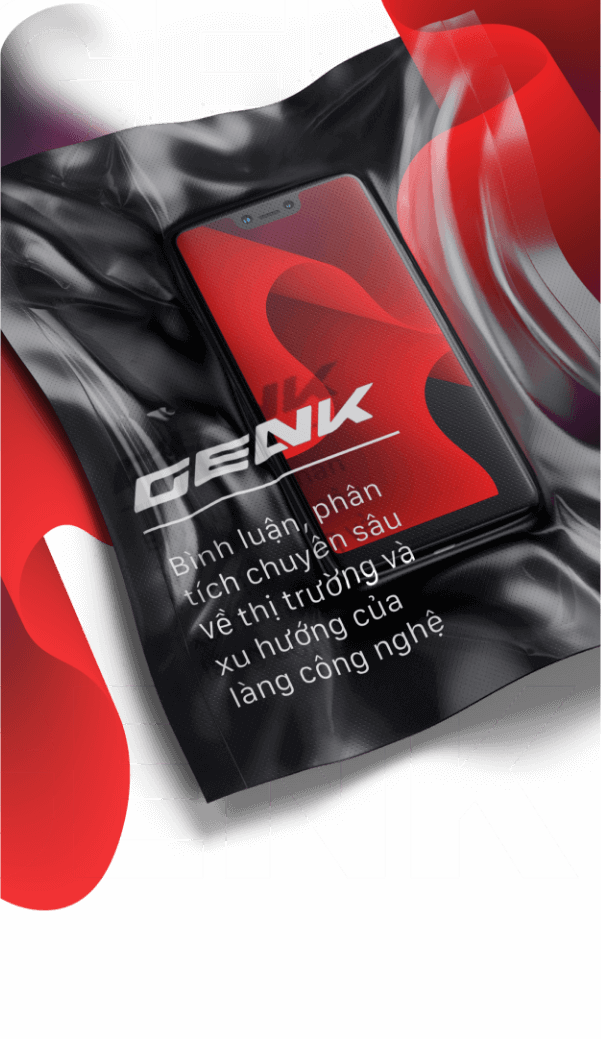 GENK
Bình luận, phân
tích chuyên sâu
về thị trường và
xu hướng của
làng công nghệ